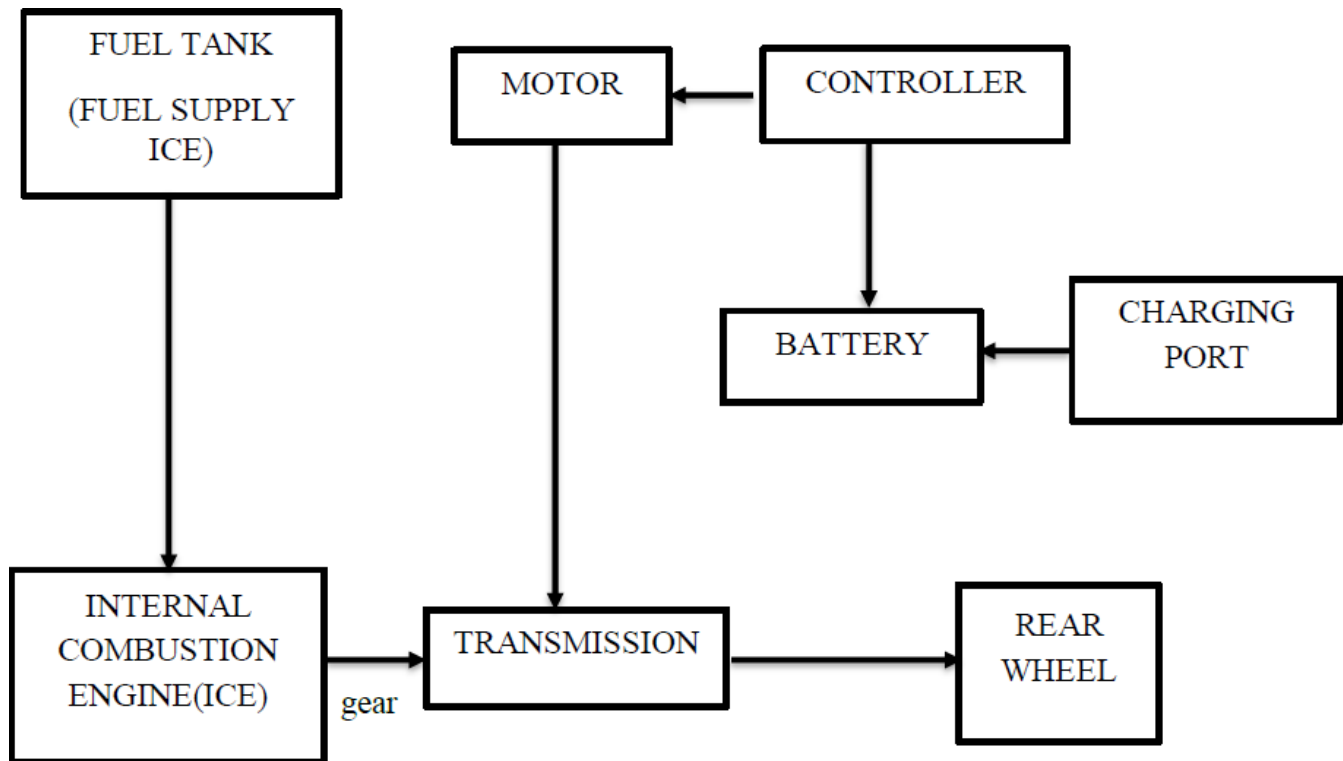 FUEL TANK
(FUEL SUPPLY
ICE)
MOTOR
CONTROLLER
BATTERY
CHARGING
PORT
INTERNAL
COMBUSTION
ENGINE(ICE)
gear
TRANSMISSION
REAR
WHEEL